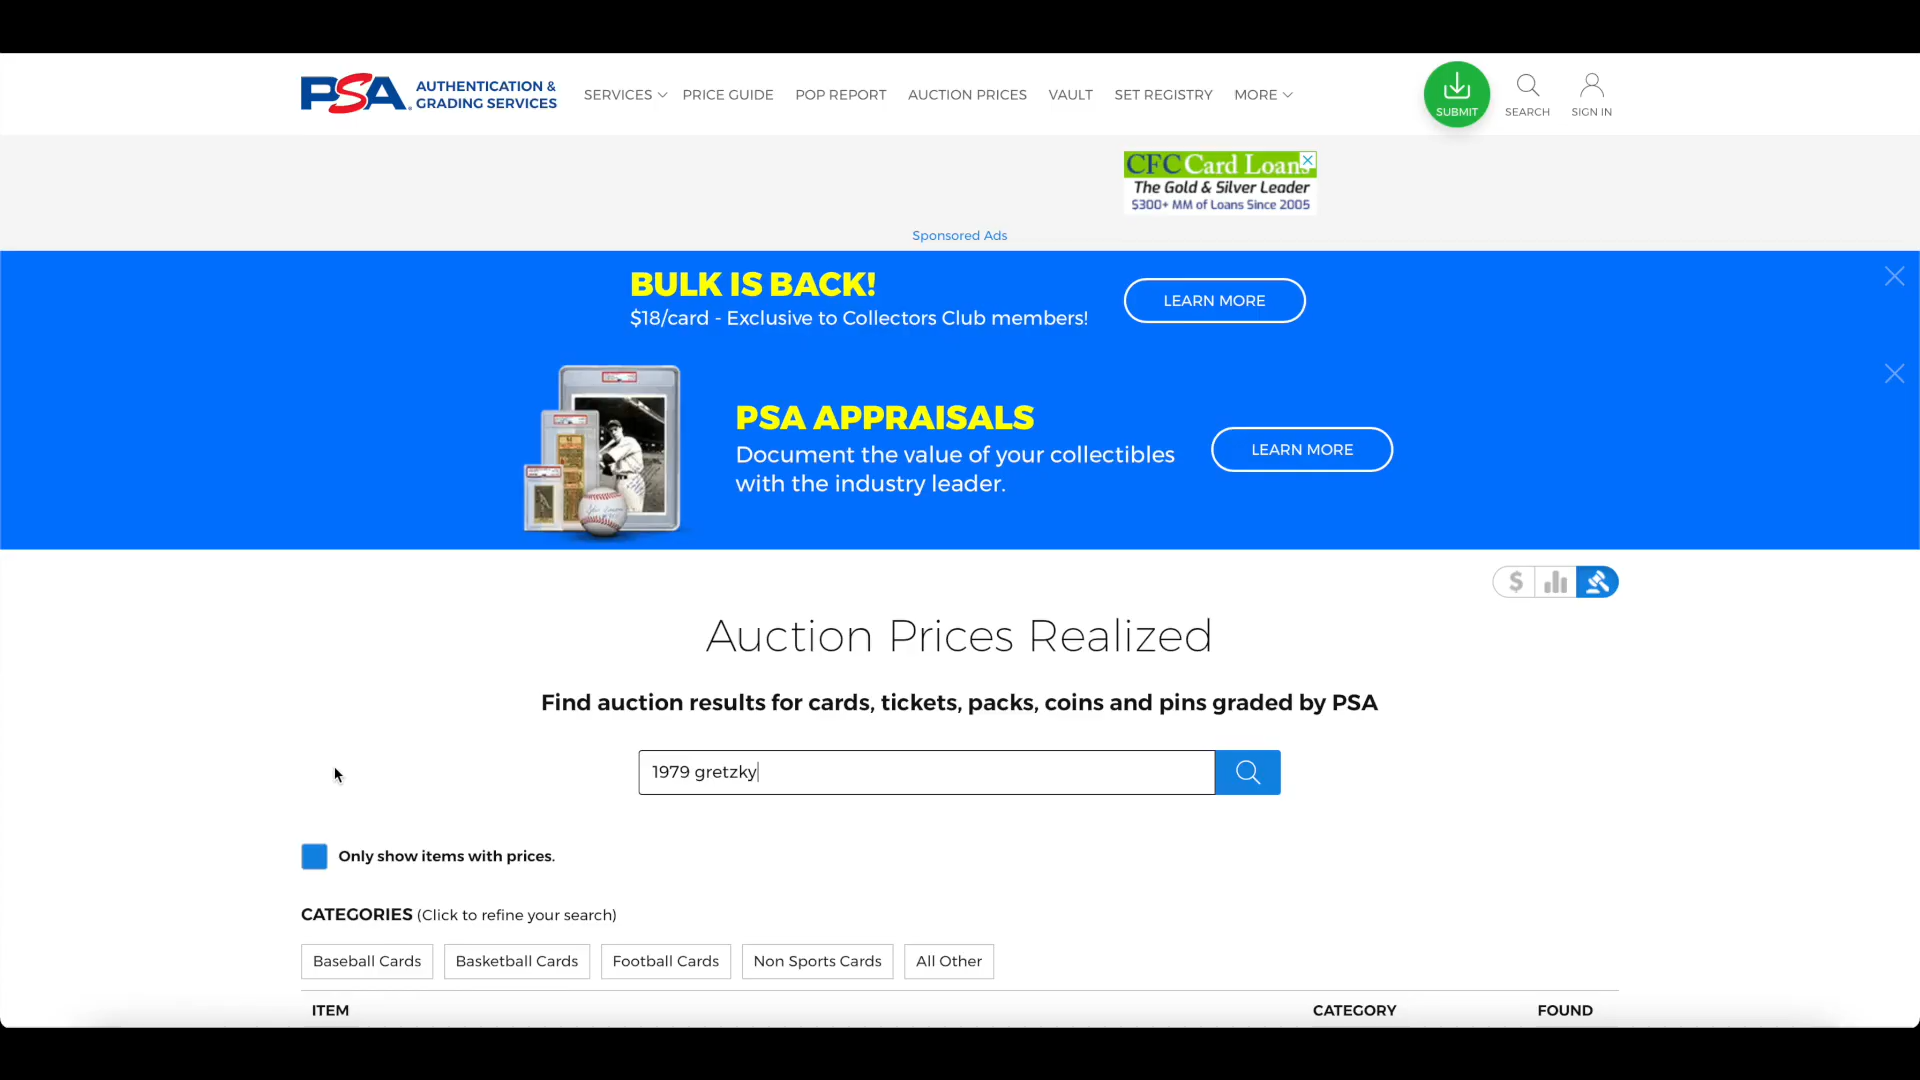 PSA AUTHENTICATION &
GRADING SERVICES
SERVICES PRICE GUIDE POP REPORT AUCTION PRICES VAULT SET REGISTRY MORE
SUBMIT SEARCH SIGN IN
CFC Card Loans
The Gold & Silver Leader
$300+ MM of Loans Since 2005
Sponsored Ads
BULK IS BACK!
$18/card - Exclusive to Collectors Club members!
LEARN MORE
PSA APPRAISALS
Document the value of your collectibles
with the industry leader.
LEARN MORE
$
Auction Prices Realized
Find auction results for cards, tickets, packs, coins and pins graded by PSA
1979 gretzky
Only show items with prices.
CATEGORIES (Click to refine your search)
Baseball Cards Basketball Cards Football Cards Non Sports Cards All Other
ITEM CATEGORY FOUND